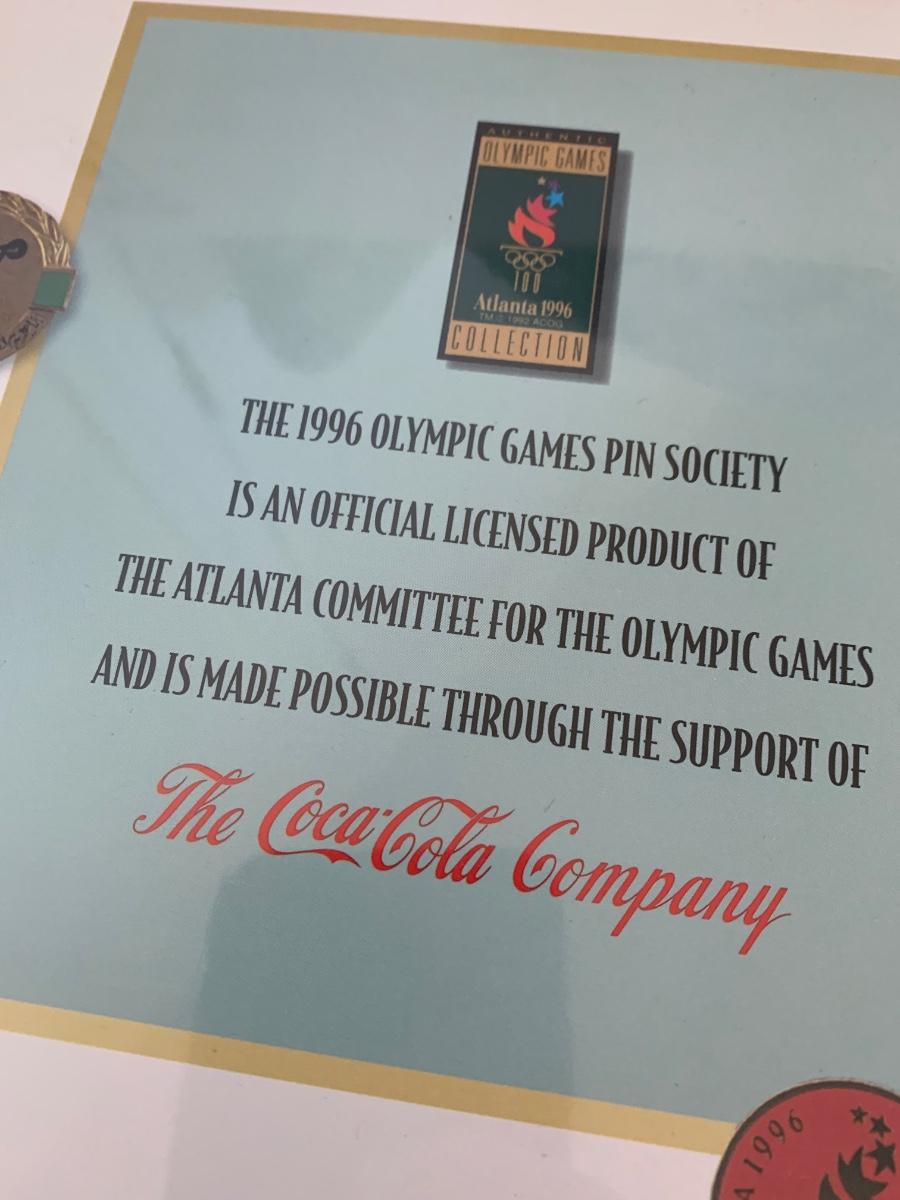 AUTHENTIC
OLYMPIC GAMES
100
Atlanta 1996
TM © 1992 ACOG
COLLECTION
THE 1996 OLYMPIC GAMES PIN SOCIETY
IS AN OFFICIAL LICENSED PRODUCT OF
THE ATLANTA COMMITTEE FOR THE OLYMPIC GAMES
AND IS MADE POSSIBLE THROUGH THE SUPPORT OF
The Coca-Cola Company
A 1996